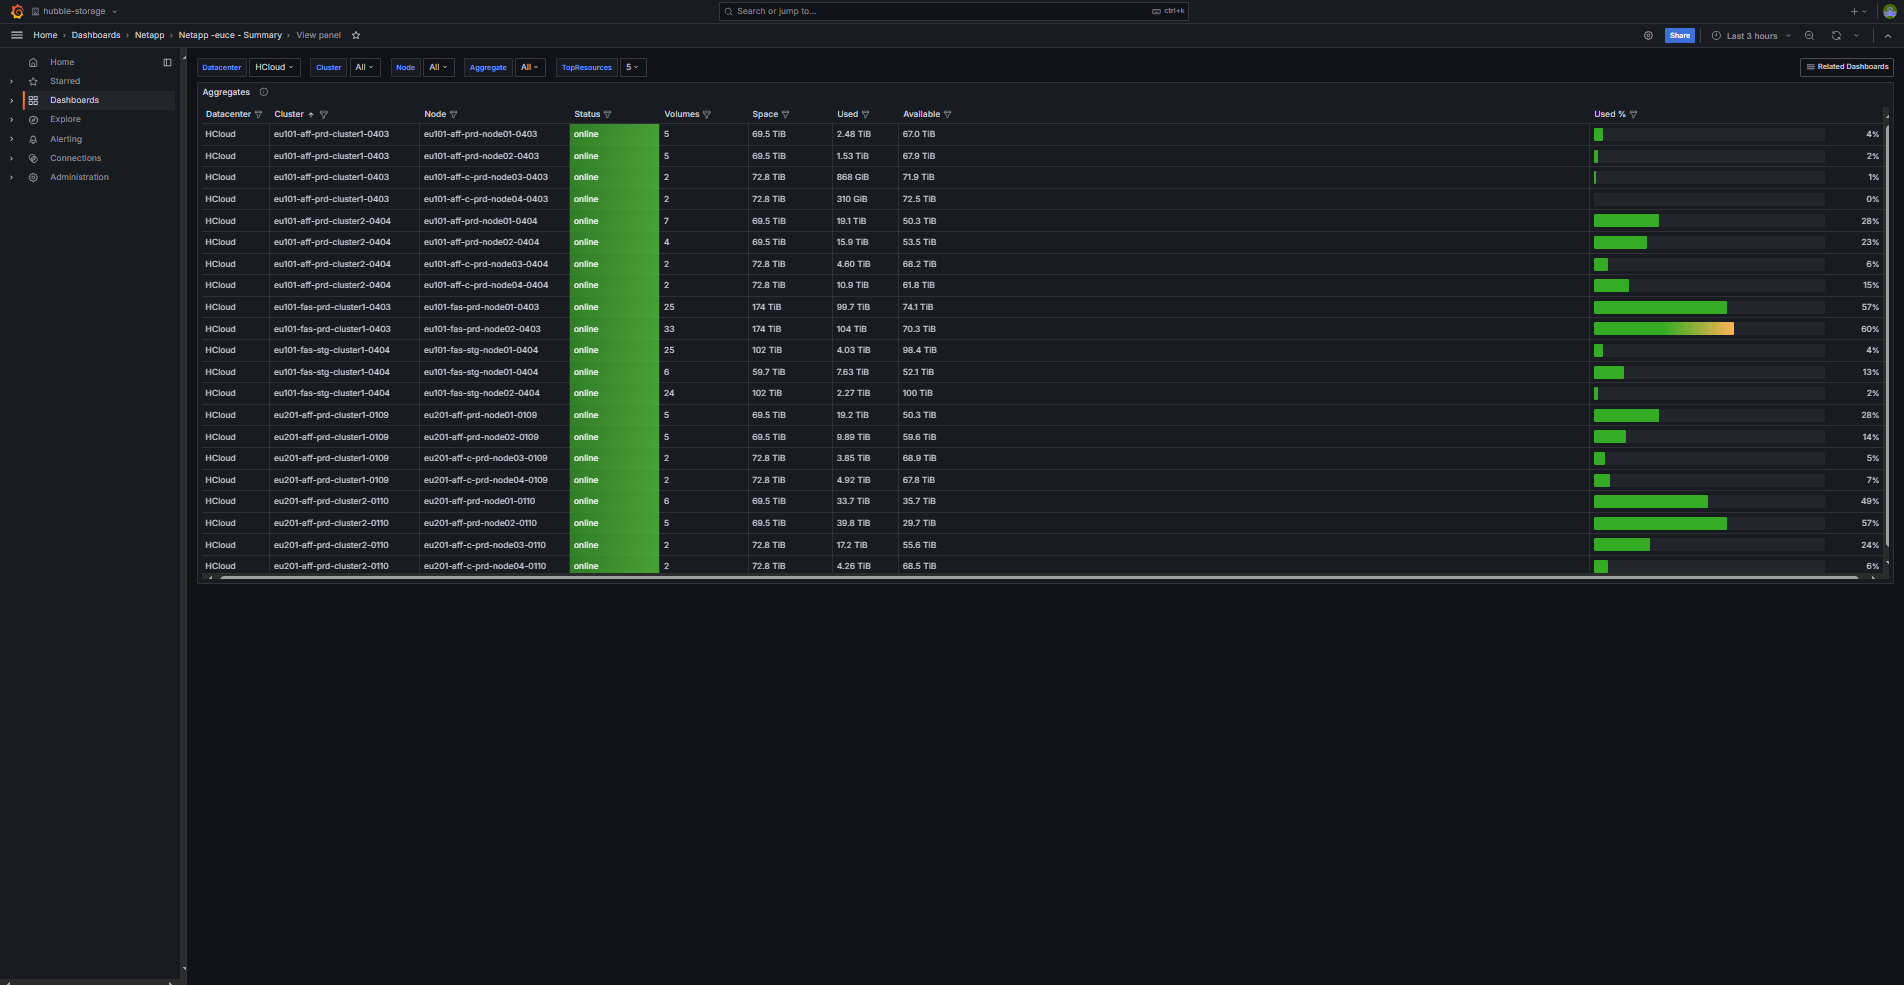 hubble-storage
Search or jump to...
ctrl+k
Home › Dashboards › Netapp › Netapp -euce - Summary › View panel
Share
Last 3 hours
Home
Starred
Dashboards
Explore
Alerting
Connections
Administration
Datacenter HCloud Cluster All Node All Aggregate All TopResources 5
Related Dashboards
Aggregates
Datacenter Cluster Node Status Volumes Space Used Available Used %
HCloud eu101-aff-prd-cluster1-0403 eu101-aff-prd-node01-0403 online 5 69.5 TiB 2.48 TiB 67.0 TiB 4%
HCloud eu101-aff-prd-cluster1-0403 eu101-aff-prd-node02-0403 online 5 69.5 TiB 1.53 TiB 67.9 TiB 2%
HCloud eu101-aff-prd-cluster1-0403 eu101-aff-c-prd-node03-0403 online 2 72.8 TiB 868 GiB 71.9 TiB 1%
HCloud eu101-aff-prd-cluster1-0403 eu101-aff-c-prd-node04-0403 online 2 72.8 TiB 310 GiB 72.5 TiB 0%
HCloud eu101-aff-prd-cluster2-0404 eu101-aff-prd-node01-0404 online 7 69.5 TiB 19.1 TiB 50.3 TiB 28%
HCloud eu101-aff-prd-cluster2-0404 eu101-aff-prd-node02-0404 online 4 69.5 TiB 15.9 TiB 53.5 TiB 23%
HCloud eu101-aff-prd-cluster2-0404 eu101-aff-c-prd-node03-0404 online 2 72.8 TiB 4.60 TiB 68.2 TiB 6%
HCloud eu101-aff-prd-cluster2-0404 eu101-aff-c-prd-node04-0404 online 2 72.8 TiB 10.9 TiB 61.8 TiB 15%
HCloud eu101-fas-prd-cluster1-0403 eu101-fas-prd-node01-0403 online 25 174 TiB 99.7 TiB 74.1 TiB 57%
HCloud eu101-fas-prd-cluster1-0403 eu101-fas-prd-node02-0403 online 33 174 TiB 104 TiB 70.3 TiB 60%
HCloud eu101-fas-stg-cluster1-0404 eu101-fas-stg-node01-0404 online 25 102 TiB 4.03 TiB 98.4 TiB 4%
HCloud eu101-fas-stg-cluster1-0404 eu101-fas-stg-node01-0404 online 6 59.7 TiB 7.63 TiB 52.1 TiB 13%
HCloud eu101-fas-stg-cluster1-0404 eu101-fas-stg-node02-0404 online 24 102 TiB 2.27 TiB 100 TiB 2%
HCloud eu201-aff-prd-cluster1-0109 eu201-aff-prd-node01-0109 online 5 69.5 TiB 19.2 TiB 50.3 TiB 28%
HCloud eu201-aff-prd-cluster1-0109 eu201-aff-prd-node02-0109 online 5 69.5 TiB 9.89 TiB 59.6 TiB 14%
HCloud eu201-aff-prd-cluster1-0109 eu201-aff-c-prd-node03-0109 online 2 72.8 TiB 3.85 TiB 68.9 TiB 5%
HCloud eu201-aff-prd-cluster1-0109 eu201-aff-c-prd-node04-0109 online 2 72.8 TiB 4.92 TiB 67.8 TiB 7%
HCloud eu201-aff-prd-cluster2-0110 eu201-aff-prd-node01-0110 online 6 69.5 TiB 33.7 TiB 35.7 TiB 49%
HCloud eu201-aff-prd-cluster2-0110 eu201-aff-prd-node02-0110 online 5 69.5 TiB 39.8 TiB 29.7 TiB 57%
HCloud eu201-aff-prd-cluster2-0110 eu201-aff-c-prd-node03-0110 online 2 72.8 TiB 17.2 TiB 55.6 TiB 24%
HCloud eu201-aff-prd-cluster2-0110 eu201-aff-c-prd-node04-0110 online 2 72.8 TiB 4.26 TiB 68.5 TiB 6%